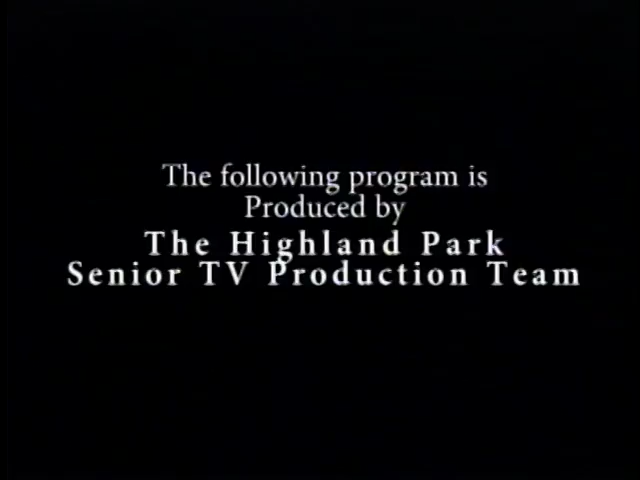 The following program is
Produced by
The Highland Park
Senior TV Production Team